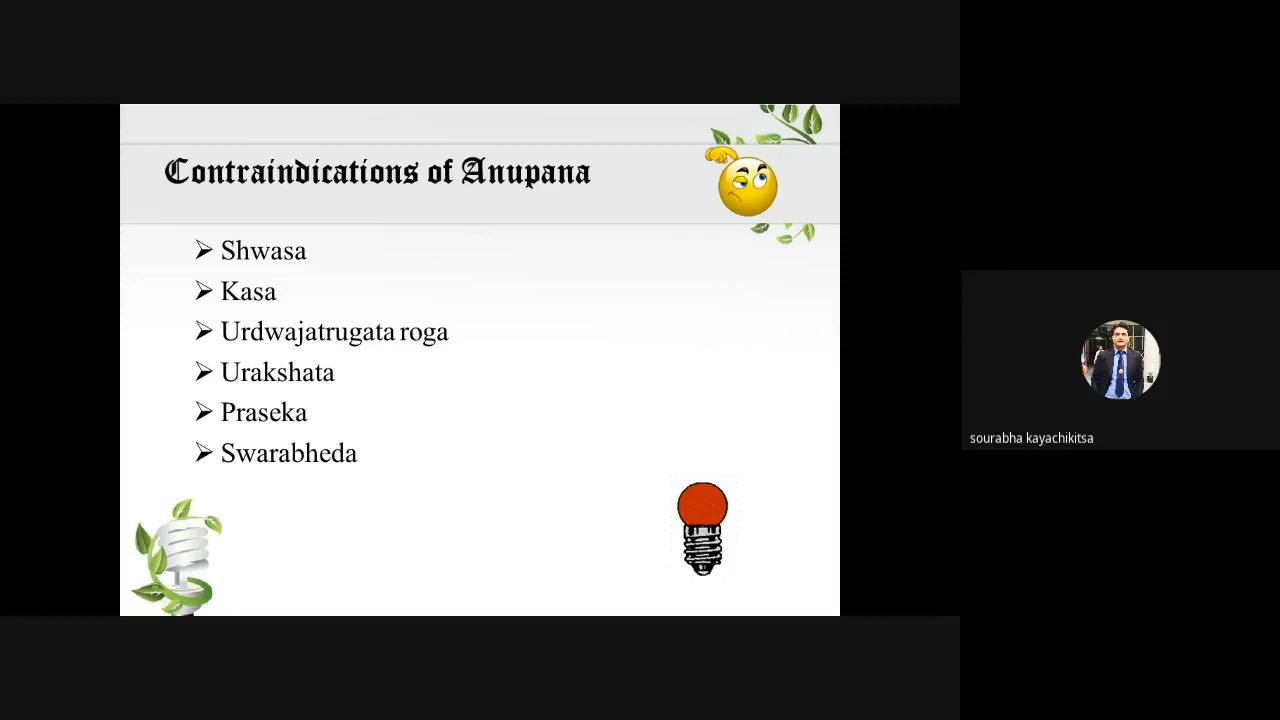 Contraindications of Anupana
➢ Shwasa
➢ Kasa
➢ Urdwajatrugata roga
➢ Urakshata
➢ Praseka
➢ Swarabheda
sourabha kayachikitsa